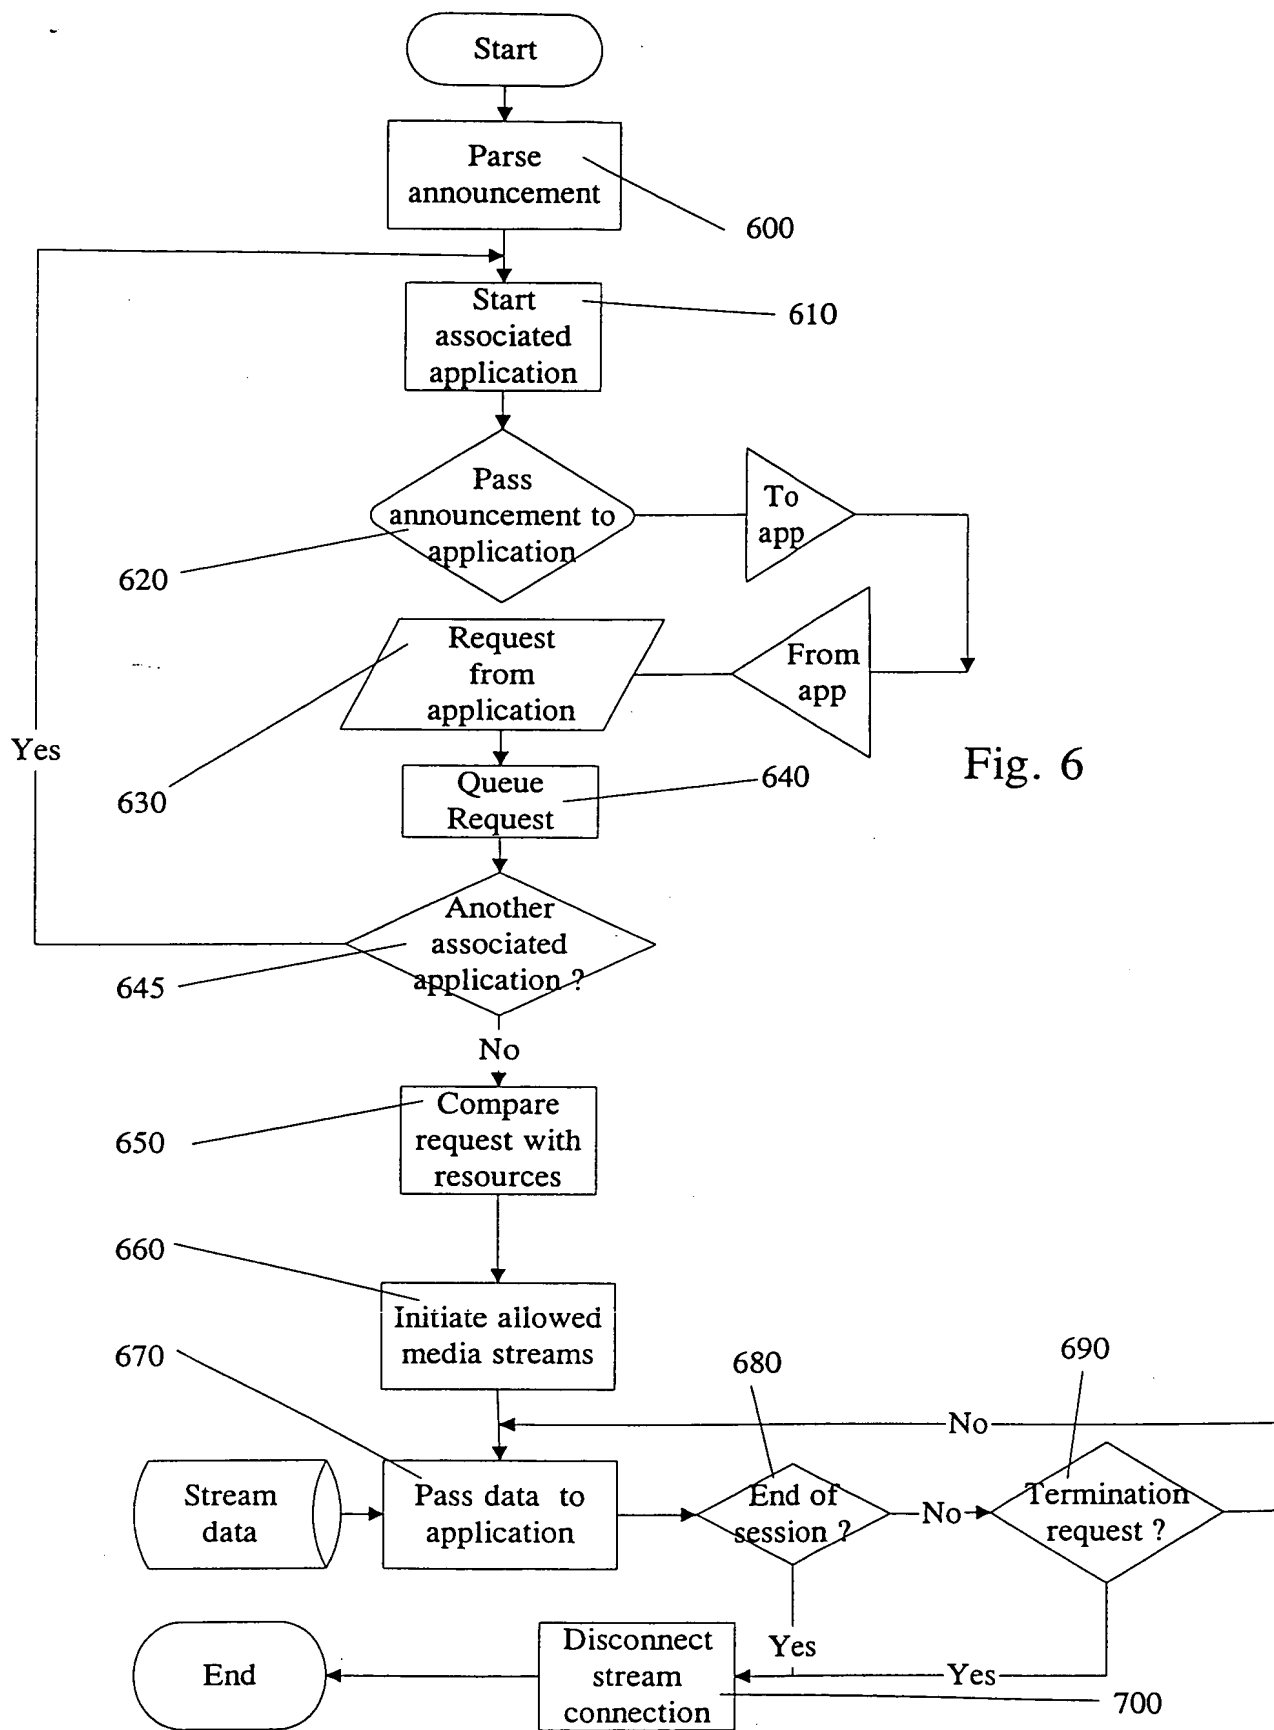 Start
Parse
announcement
600
Start
associated
application
610
Pass
announcement to
application
620
To
app
From
app
Request
from
application
630
Yes
Fig. 6
Queue
Request
640
Another
associated
application ?
645
No
Compare
request with
resources
650
660
Initiate allowed
media streams
670
680
690
No
Stream
data
Pass data to
application
End of
session ?
No
Termination
request ?
Yes
Yes
End
Disconnect
stream
connection
700